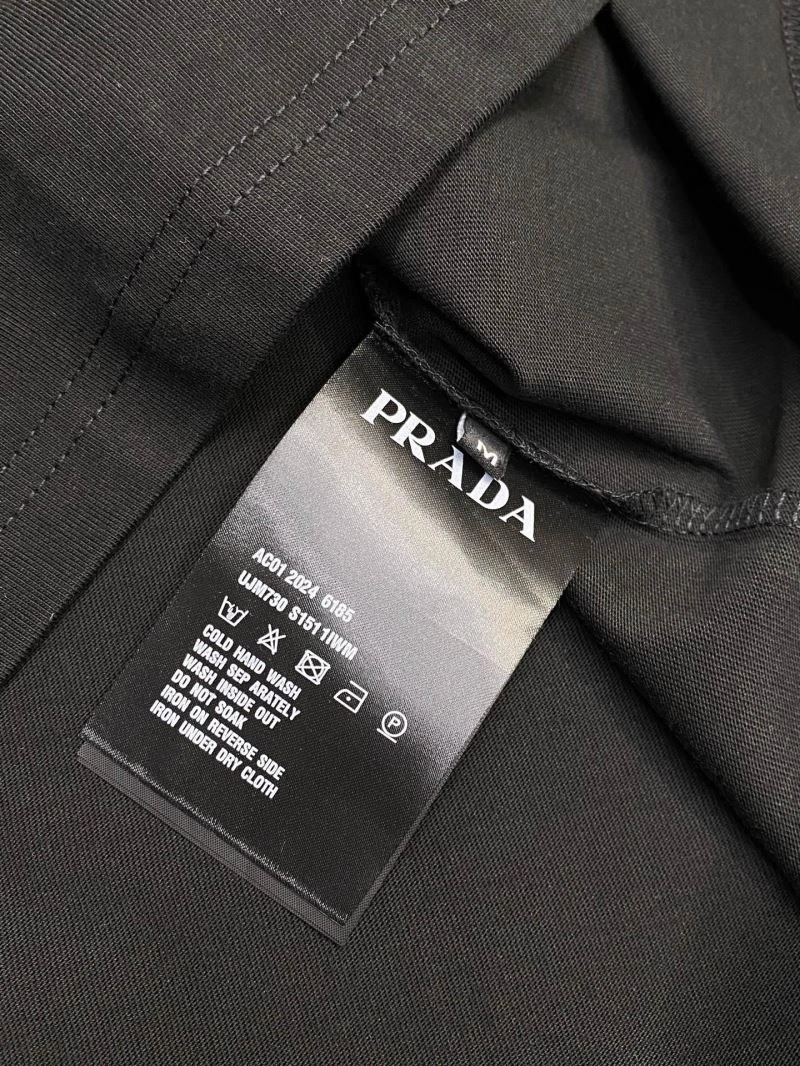 PRADA
M
AC01 2024 6185
UJM730 S151 1IWM
P
COLD HAND WASH
WASH SEP ARATELY
WASH INSIDE OUT
DO NOT SOAK
IRON ON REVERSE SIDE
IRON UNDER DRY CLOTH